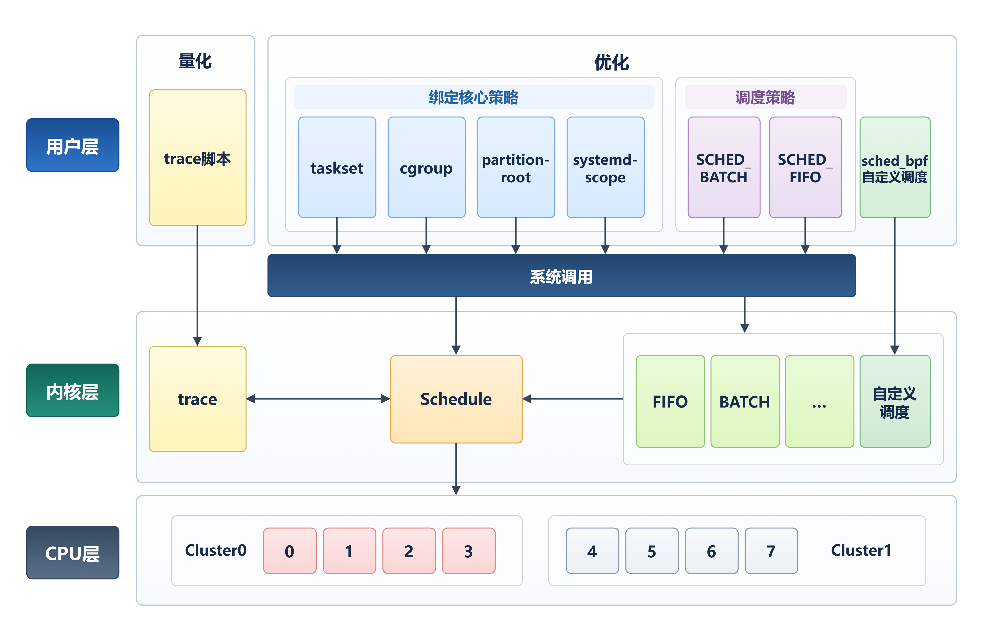 量化
优化
绑定核心策略
调度策略
用户层
trace脚本
taskset
cgroup
partition-
root
systemd-
scope
SCHED_
BATCH
SCHED_
FIFO
sched_bpf
自定义调度
系统调用
内核层
trace
Schedule
FIFO
BATCH
...
自定义
调度
CPU层
Cluster0
0
1
2
3
4
5
6
7
Cluster1